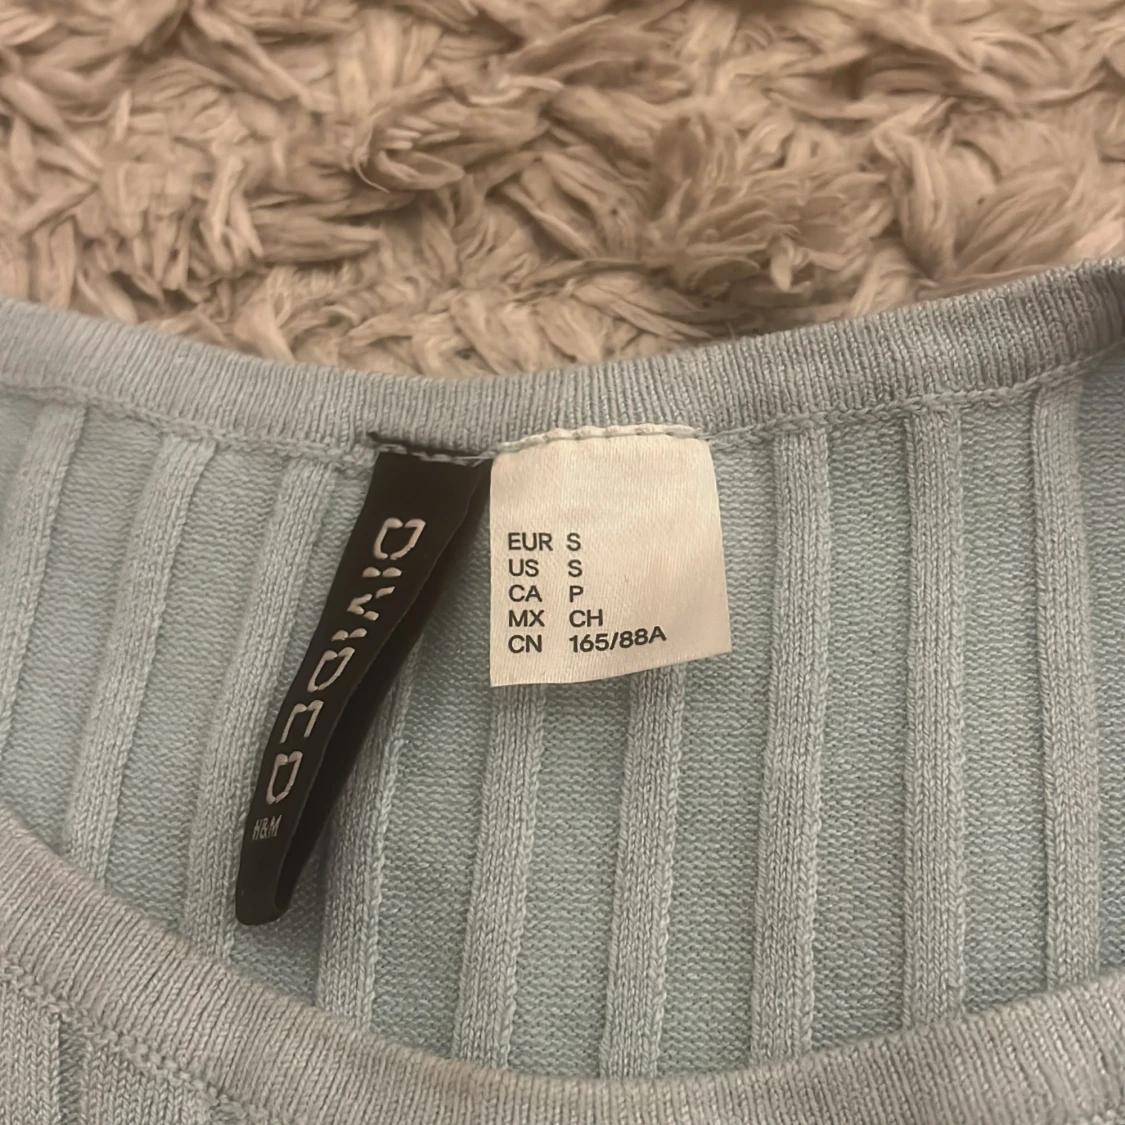 DIVIDED
H&M
EUR S
US S
CA P
MX CH
CN 165/88A